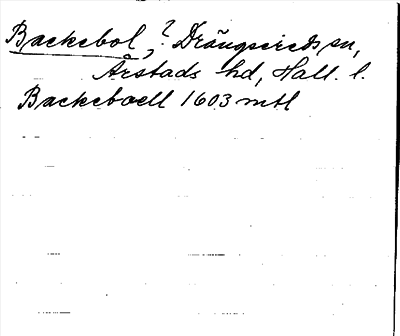 Backebol, ? Drängsereds sn,
Årstads hd, Hall. l.
Backeboell 1603 mtl